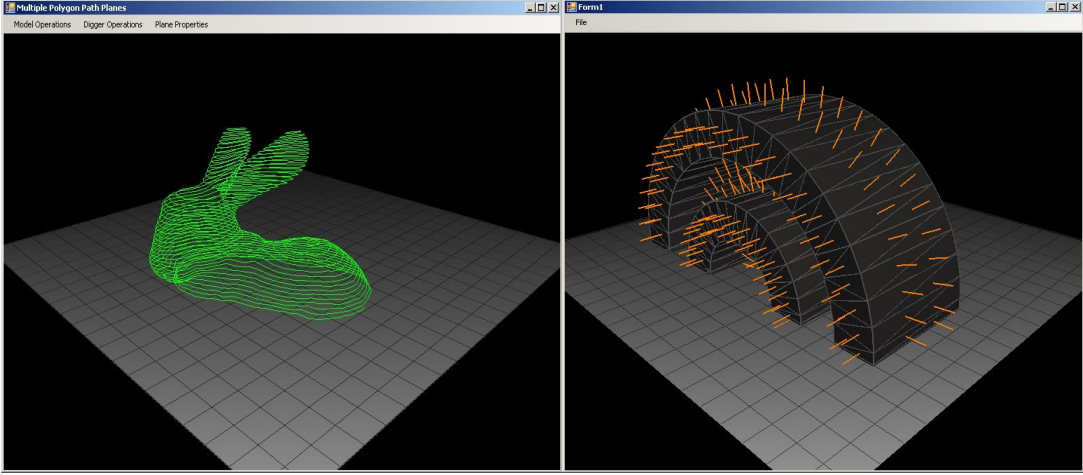 Multiple Polygon Path Planes
Model Operations Digger Operations Plane Properties
Form1
File